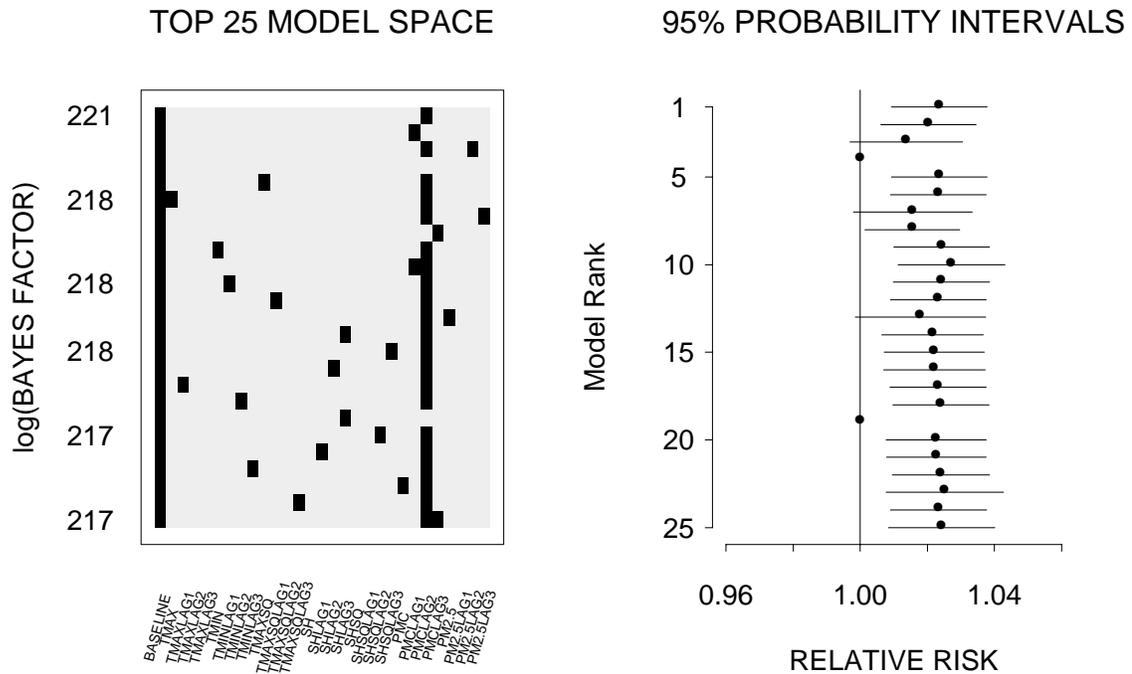 TOP 25 MODEL SPACE
95% PROBABILITY INTERVALS
log(BAYES FACTOR)
221
218
218
218
217
217
BASELINE
TMAX
TMAXLAG1
TMAXLAG2
TMAXLAG3
TMIN
TMINLAG1
TMINLAG2
TMINLAG3
TMAXSQ
TMAXSQLAG1
TMAXSQLAG2
TMAXSQLAG3
SH
SHLAG1
SHLAG2
SHLAG3
SHSQ
SHSQLAG1
SHSQLAG2
SHSQLAG3
PMC
PMCLAG1
PMCLAG2
PMCLAG3
PM2.5
PM2.5LAG1
PM2.5LAG2
PM2.5LAG3
Model Rank
1
5
10
15
20
25
0.96
1.00
1.04
RELATIVE RISK